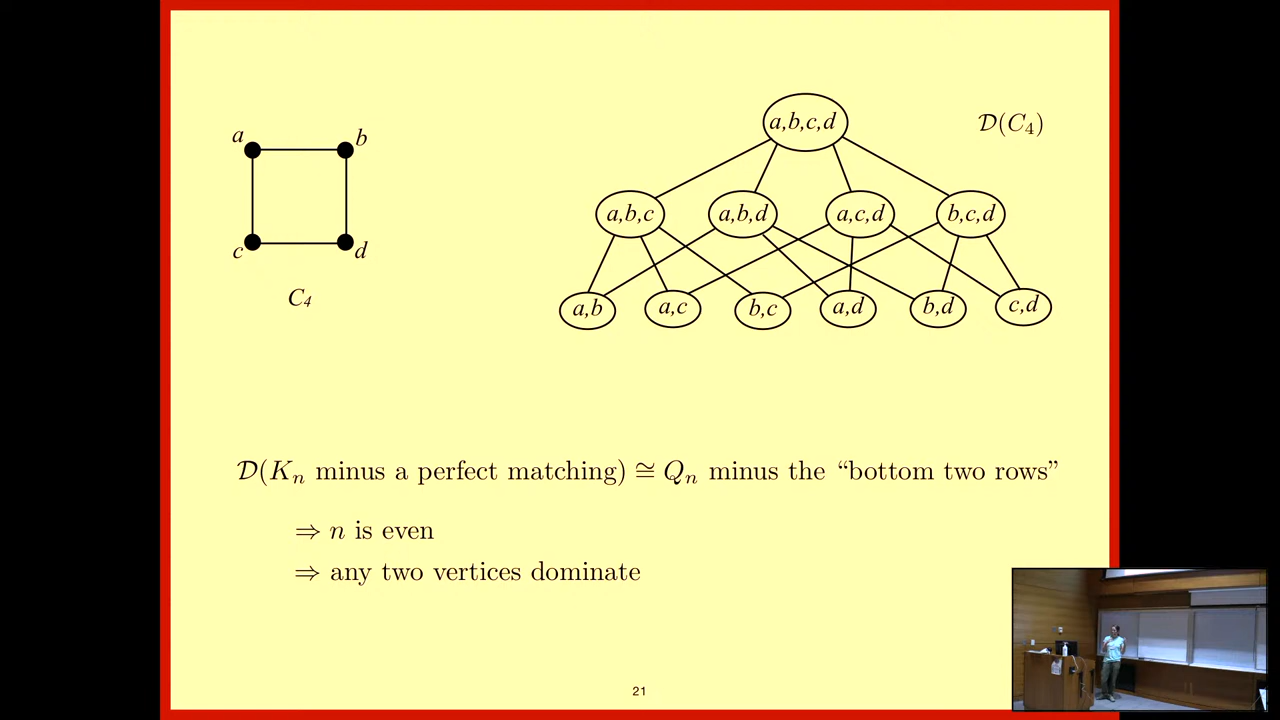 a b
c d
C₄
a,b,c,d
𝒟(C₄)
a,b,c a,b,d a,c,d b,c,d
a,b a,c b,c a,d b,d c,d
𝒟(Kₙ minus a perfect matching) ≅ Qₙ minus the “bottom two rows”
⇒ n is even
⇒ any two vertices dominate
21